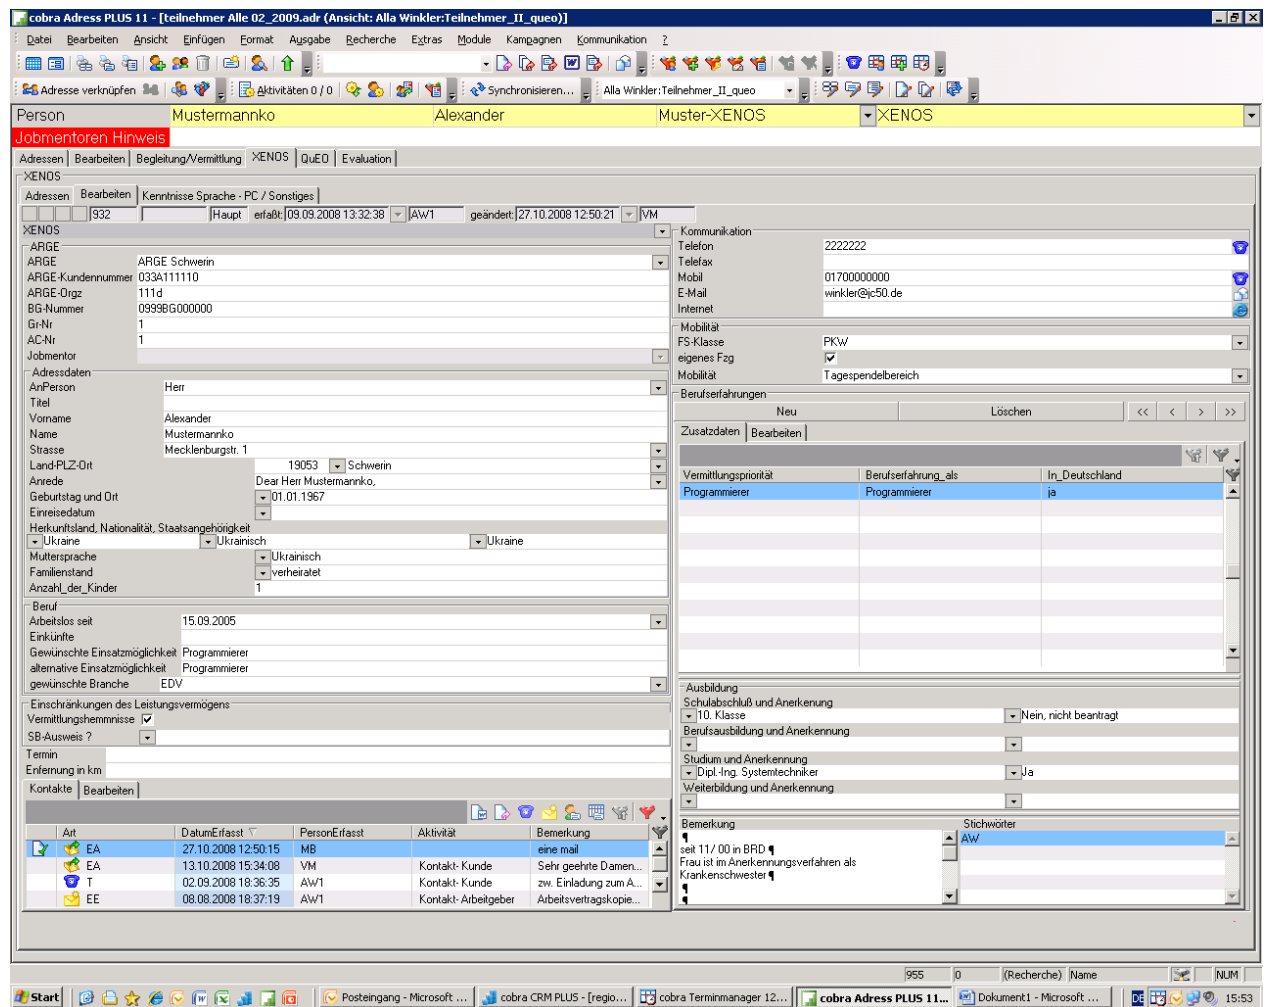 cobra Adress PLUS 11 - [teilnehmer Alle 02_2009.adr (Ansicht: Alla Winkler:Teilnehmer_II_queo)]
Datei Bearbeiten Ansicht Einfügen Format Ausgabe Recherche Extras Module Kampagnen Kommunikation ?
Adresse verknüpfen Aktivitäten 0 / 0 Synchronisieren... Alla Winkler:Teilnehmer_II_queo
Person Mustermannko Alexander Muster-XENOS XENOS
Jobmentoren Hinweis
Adressen Bearbeiten Begleitung/Vermittlung XENOS QuEO Evaluation
XENOS
Adressen Bearbeiten Kenntnisse Sprache - PC / Sonstiges
932 Haupt erfaßt: 09.09.2008 13:32:38 AW1 geändert: 27.10.2008 12:50:21 VM
XENOS
ARGE
ARGE ARGE Schwerin
ARGE-Kundennummer 033A111110
ARGE-Orgz 111d
BG-Nummer 0999BG000000
Gr-Nr 1
AC-Nr 1
Jobmentor
Adressdaten
AnPerson Herr
Titel
Vorname Alexander
Name Mustermannko
Strasse Mecklenburgstr. 1
Land-PLZ-Ort 19053 Schwerin
Anrede Dear Herr Mustermannko,
Geburtstag und Ort 01.01.1967
Einreisedatum
Herkunftsland, Nationalität, Staatsangehörigkeit
Ukraine Ukrainisch Ukraine
Muttersprache Ukrainisch
Familienstand verheiratet
Anzahl_der_Kinder 1
Beruf
Arbeitslos seit 15.09.2005
Einkünfte
Gewünschte Einsatzmöglichkeit Programmierer
alternative Einsatzmöglichkeit Programmierer
gewünschte Branche EDV
Einschränkungen des Leistungsvermögens
Vermittlungshemmnisse
SB-Ausweis ?
Termin
Enfernung in km
Kontakte Bearbeiten
Art DatumErfasst PersonErfasst Aktivität Bemerkung
EA 27.10.2008 12:50:15 MB eine mail
EA 13.10.2008 15:34:08 VM Kontakt- Kunde Sehr geehrte Damen...
T 02.09.2008 18:36:35 AW1 Kontakt- Kunde zw. Einladung zum A...
EE 08.08.2008 18:37:19 AW1 Kontakt- Arbeitgeber Arbeitsvertragskopie...
Kommunikation
Telefon 2222222
Telefax
Mobil 01700000000
E-Mail winkler@jc50.de
Internet
Mobilität
FS-Klasse PKW
eigenes Fzg
Mobilität Tagespendelbereich
Berufserfahrungen
Neu Löschen << < > >>
Zusatzdaten Bearbeiten
Vermittlungspriorität Berufserfahrung_als In_Deutschland
Programmierer Programmierer ja
Ausbildung
Schulabschluß und Anerkenung
10. Klasse Nein, nicht beantragt
Berufsausbildung und Anerkennung
Studium und Anerkennung
Dipl.-Ing. Systemtechniker Ja
Weiterbildung und Anerkennung
Bemerkung Stichwörter
¶ AW
seit 11/ 00 in BRD ¶
Frau ist im Anerkennungsverfahren als
Krankenschwester ¶
¶
¶
955 0 (Recherche) Name NUM
Start Posteingang - Microsoft ... cobra CRM PLUS - [regio... cobra Terminmanager 12... cobra Adress PLUS 11... Dokument1 - Microsoft ... DE 15:53